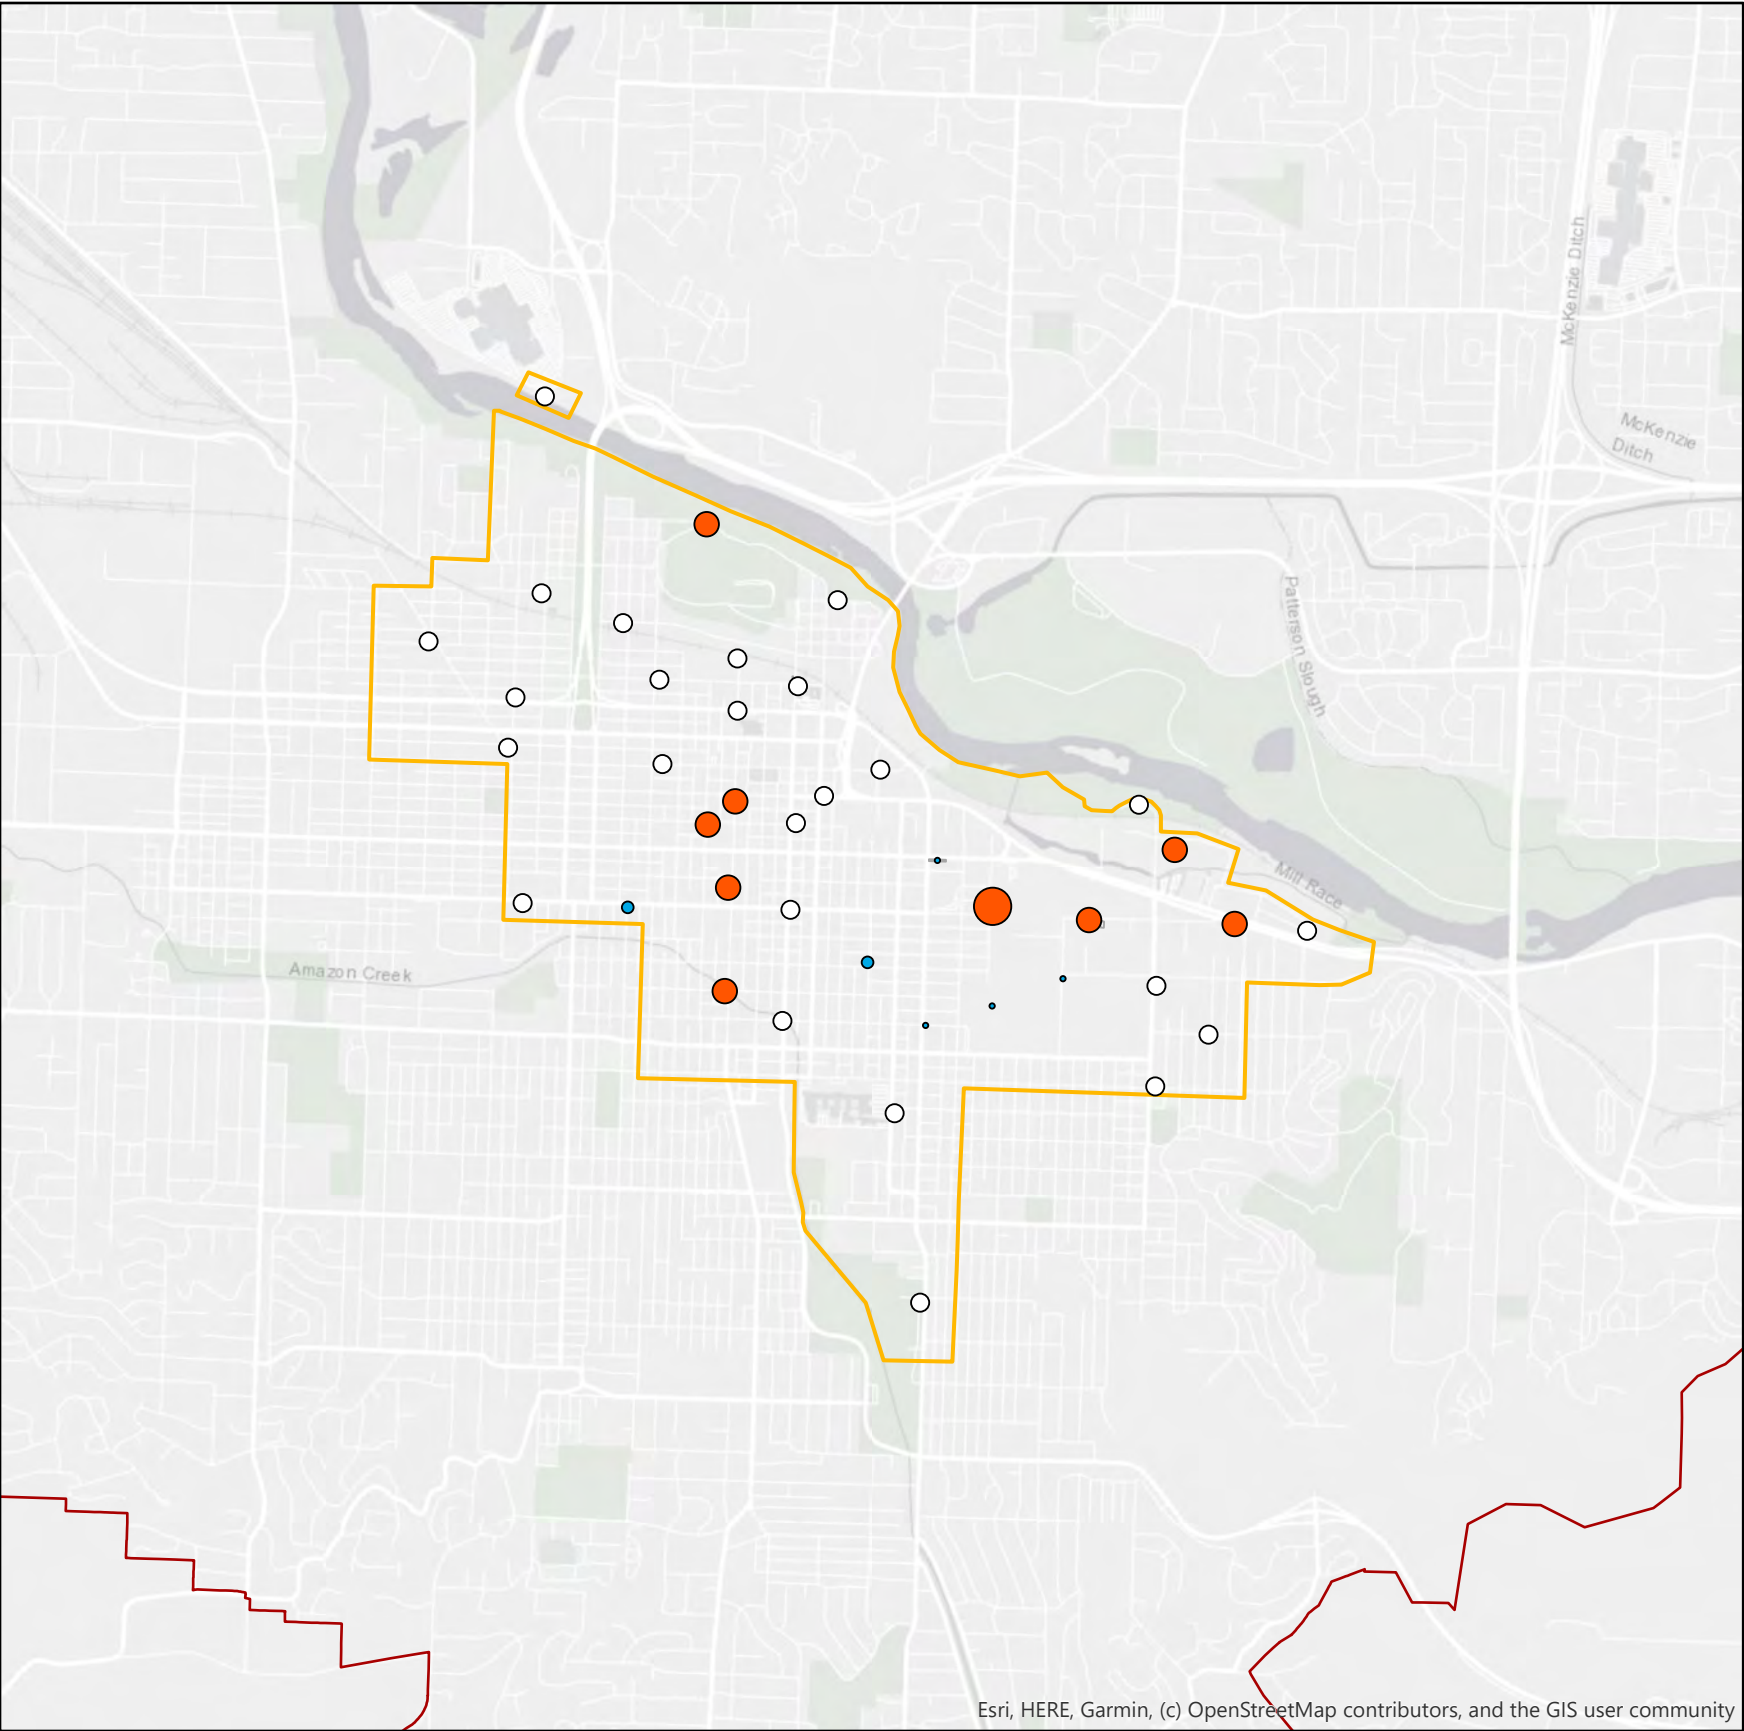 McKenzie Ditch
McKenzie
Ditch
Patterson Slough
Mill Race
Amazon Creek
Esri, HERE, Garmin, (c) OpenStreetMap contributors, and the GIS user community